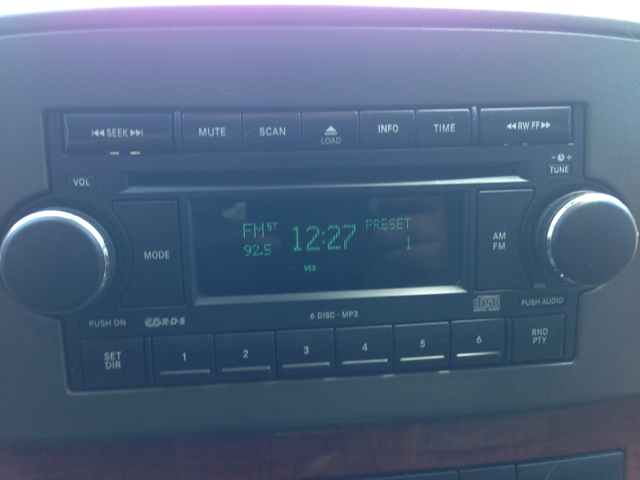 SEEK
MUTE
SCAN
LOAD
INFO
TIME
RW FF
VOL
- +
TUNE
MODE
FM ST 12:27 PRESET
92.5 1
VES
AM
FM
PUSH ON
R·D·S
6 DISC · MP3
PUSH AUDIO
SET
DIR
1
2
3
4
5
6
RND
PTY